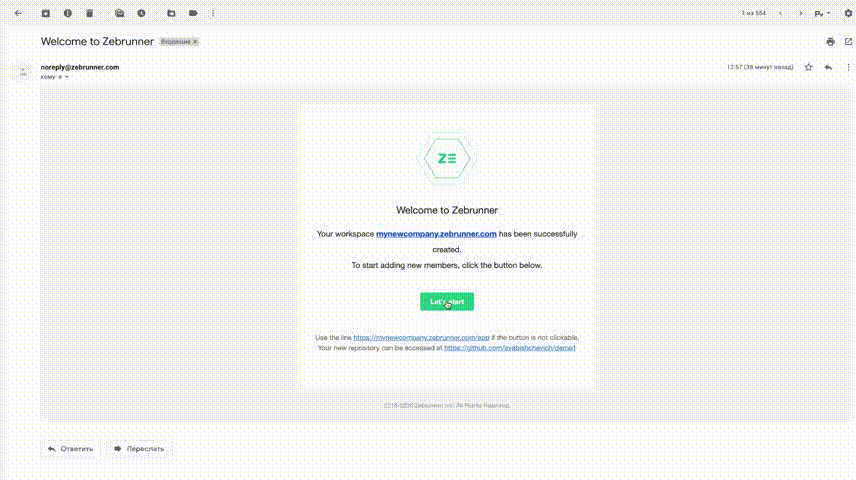 1 из 554
Ру
Welcome to Zebrunner Входящие x
noreply@zebrunner.com
12:57 (38 минут назад)
кому я
ZE
Welcome to Zebrunner
Your workspace mynewcompany.zebrunner.com has been successfully
created.
To start adding new members, click the button below.
Let's start
Use the link https://mynewcompany.zebrunner.com/app if the button is not clickable.
Your new repository can be accessed at https://github.com/ayabishchevich/demo1
2018-2020 Zebrunner, Inc. All Rights Reserved.
Ответить
Переслать